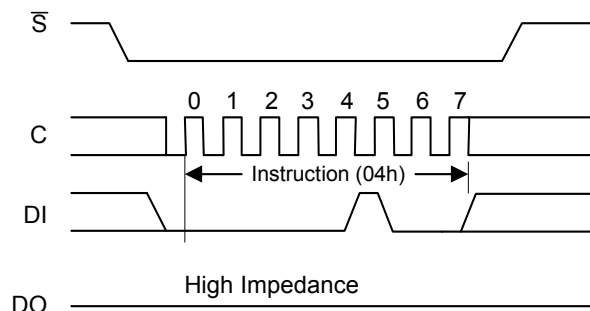 S̅
0 1 2 3 4 5 6 7
C
Instruction (04h)
DI
High Impedance
DO